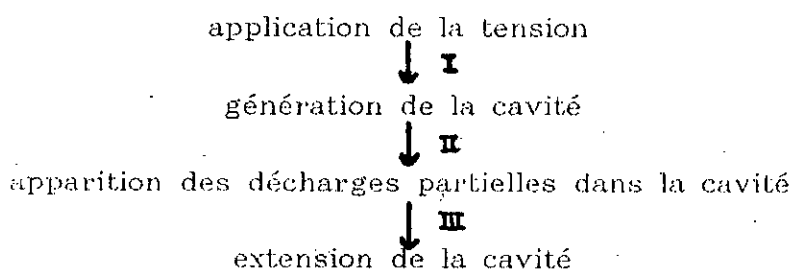 application de la tension
I
génération de la cavité
II
apparition des décharges partielles dans la cavité
III
extension de la cavité